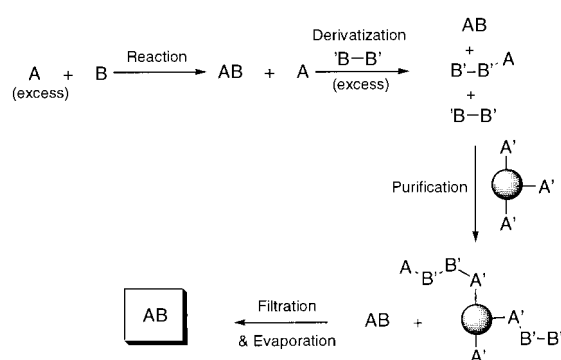 A + B Reaction AB + A Derivatization 'B–B' (excess) AB
(excess)
+
B'–B' A
+
'B–B'
Purification A' A' A'
A B' B' A'
AB Filtration & Evaporation AB + A' B'–B'
A'